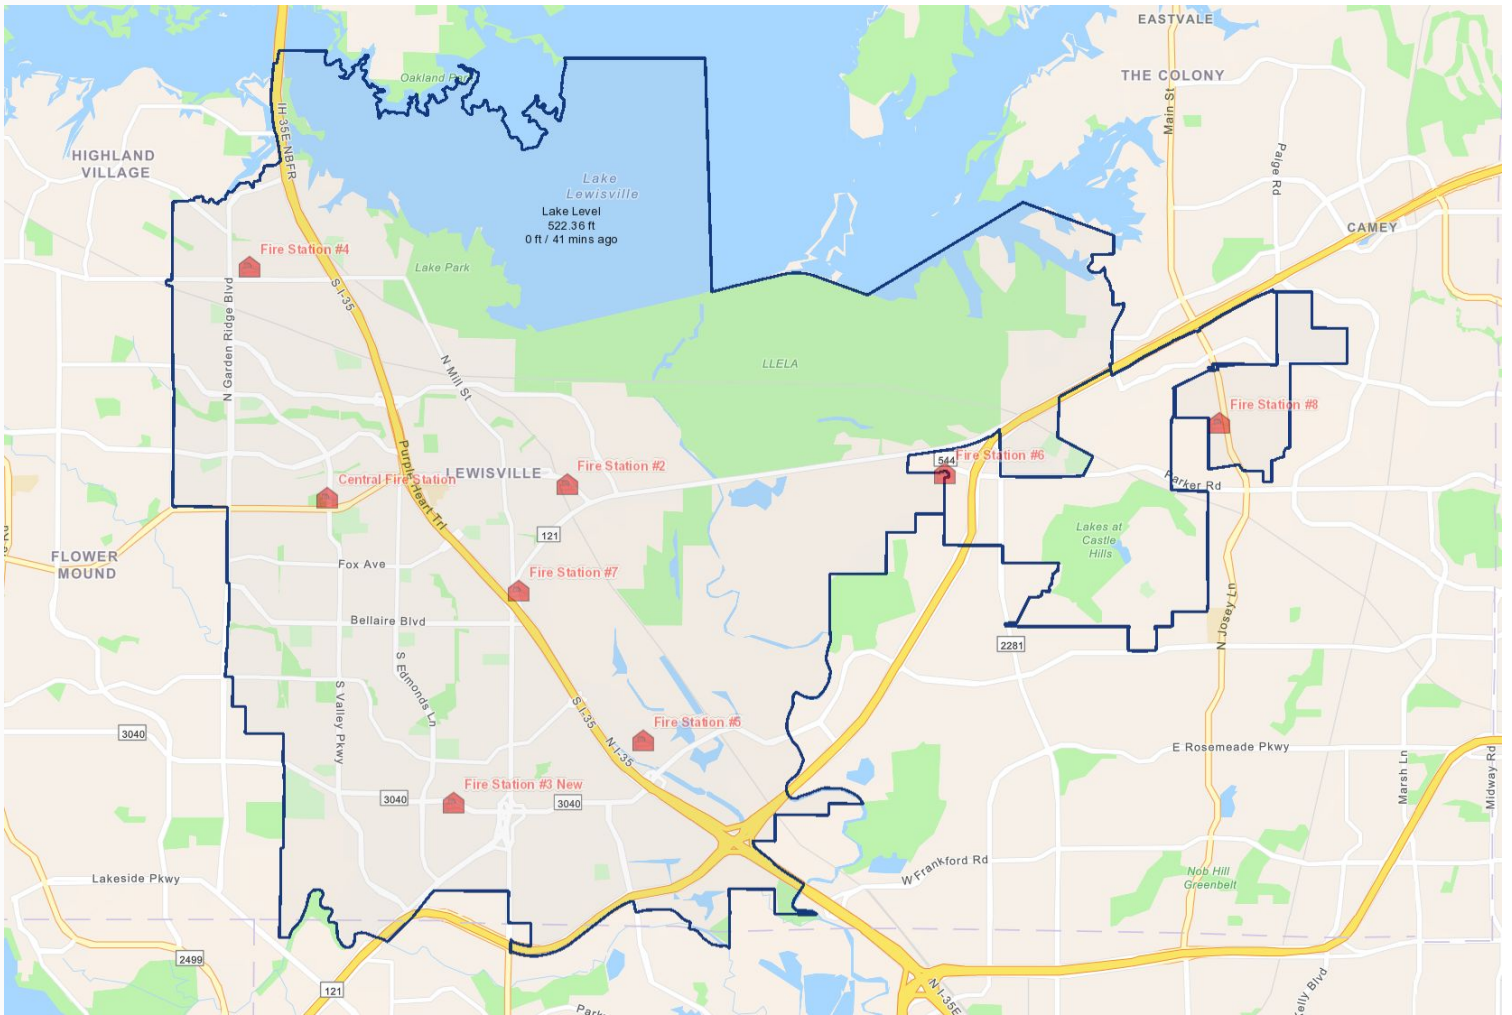 EASTVALE
THE COLONY
Main St
Oakland Park
IH 35E NBFR
HIGHLAND
VILLAGE
Paige Rd
Lake
Lewisville
Lake Level
522.36 ft
0 ft / 41 mins ago
CAMEY
Fire Station #4
Lake Park
S I-35
N Garden Ridge Blvd
N Mill St
LLELA
Fire Station #8
Purple Heart Trl
LEWISVILLE
Fire Station #2
544
Fire Station #6
Central Fire Station
Parker Rd
Lakes at
Castle
Hills
121
FLOWER
MOUND
Fox Ave
Fire Station #7
Bellaire Blvd
N Josey Ln
2281
S Edmonds Ln
S Valley Pkwy
S I-35
Fire Station #5
3040
N I-35
E Rosemeade Pkwy
Marsh Ln
Midway Rd
Fire Station #3 New
3040
3040
W Frankford Rd
Lakeside Pkwy
Nob Hill
Greenbelt
2499
121
N I-35E